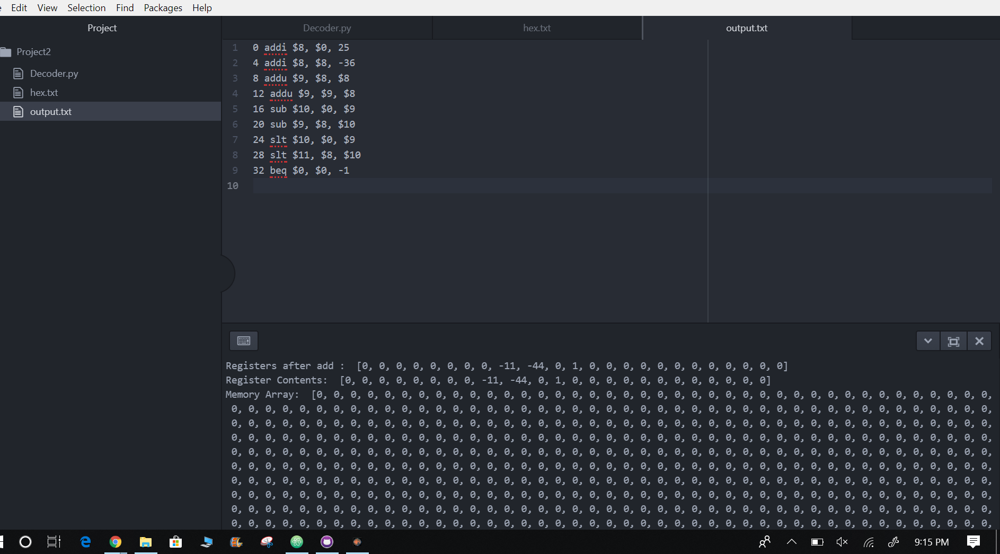 Edit View Selection Find Packages Help
Project
Decoder.py
hex.txt
output.txt
Project2
Decoder.py
hex.txt
output.txt
1 0 addi $8, $0, 25
2 4 addi $8, $8, -36
3 8 addu $9, $8, $8
4 12 addu $9, $9, $8
5 16 sub $10, $0, $9
6 20 sub $9, $8, $10
7 24 slt $10, $0, $9
8 28 slt $11, $8, $10
9 32 beq $0, $0, -1
10
Registers after add :  [0, 0, 0, 0, 0, 0, 0, 0, -11, -44, 0, 1, 0, 0, 0, 0, 0, 0, 0, 0, 0, 0, 0, 0]
Register Contents:  [0, 0, 0, 0, 0, 0, 0, 0, -11, -44, 0, 1, 0, 0, 0, 0, 0, 0, 0, 0, 0, 0, 0, 0]
Memory Array:  [0, 0, 0, 0, 0, 0, 0, 0, 0, 0, 0, 0, 0, 0, 0, 0, 0, 0, 0, 0, 0, 0, 0, 0, 0, 0, 0, 0, 0, 0, 0, 0, 0, 0, 0, 0, 0, 0, 0, 0,
0, 0, 0, 0, 0, 0, 0, 0, 0, 0, 0, 0, 0, 0, 0, 0, 0, 0, 0, 0, 0, 0, 0, 0, 0, 0, 0, 0, 0, 0, 0, 0, 0, 0, 0, 0, 0, 0, 0, 0, 0, 0, 0, 0, 0,
0, 0, 0, 0, 0, 0, 0, 0, 0, 0, 0, 0, 0, 0, 0, 0, 0, 0, 0, 0, 0, 0, 0, 0, 0, 0, 0, 0, 0, 0, 0, 0, 0, 0, 0, 0, 0, 0, 0, 0, 0, 0, 0, 0, 0,
0, 0, 0, 0, 0, 0, 0, 0, 0, 0, 0, 0, 0, 0, 0, 0, 0, 0, 0, 0, 0, 0, 0, 0, 0, 0, 0, 0, 0, 0, 0, 0, 0, 0, 0, 0, 0, 0, 0, 0, 0, 0, 0, 0, 0,
0, 0, 0, 0, 0, 0, 0, 0, 0, 0, 0, 0, 0, 0, 0, 0, 0, 0, 0, 0, 0, 0, 0, 0, 0, 0, 0, 0, 0, 0, 0, 0, 0, 0, 0, 0, 0, 0, 0, 0, 0, 0, 0, 0, 0,
0, 0, 0, 0, 0, 0, 0, 0, 0, 0, 0, 0, 0, 0, 0, 0, 0, 0, 0, 0, 0, 0, 0, 0, 0, 0, 0, 0, 0, 0, 0, 0, 0, 0, 0, 0, 0, 0, 0, 0, 0, 0, 0, 0, 0,
0, 0, 0, 0, 0, 0, 0, 0, 0, 0, 0, 0, 0, 0, 0, 0, 0, 0, 0, 0, 0, 0, 0, 0, 0, 0, 0, 0, 0, 0, 0, 0, 0, 0, 0, 0, 0, 0, 0, 0, 0, 0, 0, 0, 0,
0, 0, 0, 0, 0, 0, 0, 0, 0, 0, 0, 0, 0, 0, 0, 0, 0, 0, 0, 0, 0, 0, 0, 0, 0, 0, 0, 0, 0, 0, 0, 0, 0, 0, 0, 0, 0, 0, 0, 0, 0, 0, 0, 0, 0,
0, 0, 0, 0, 0, 0, 0, 0, 0, 0, 0, 0, 0, 0, 0, 0, 0, 0, 0, 0, 0, 0, 0, 0, 0, 0, 0, 0, 0, 0, 0, 0, 0, 0, 0, 0, 0, 0, 0, 0, 0, 0, 0, 0, 0,
0, 0, 0, 0, 0, 0, 0, 0, 0, 0, 0, 0, 0, 0, 0, 0, 0, 0, 0, 0, 0, 0, 0, 0, 0, 0, 0, 0, 0, 0, 0, 0, 0, 0, 0, 0, 0, 0, 0, 0, 0, 0, 0, 0, 0,
9:15 PM